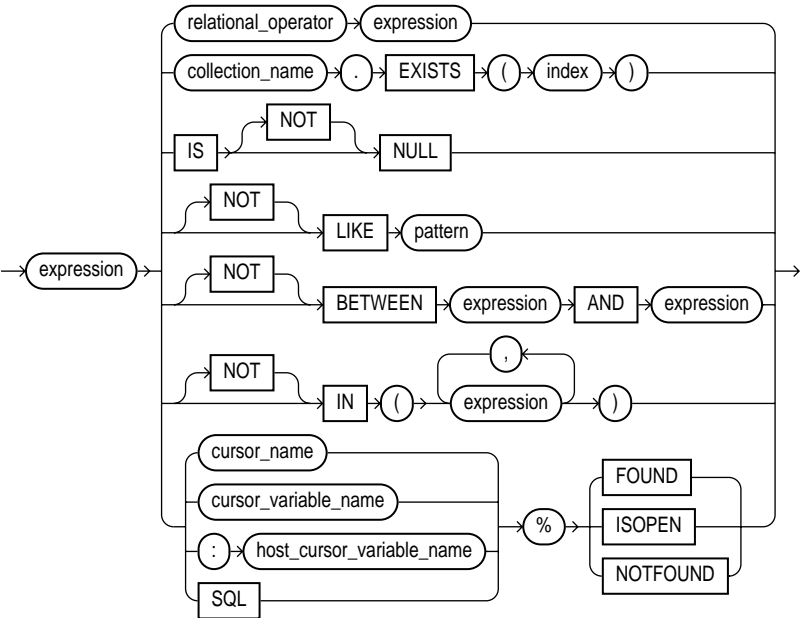 relational_operator expression
collection_name . EXISTS ( index )
NOT
IS NULL
NOT
LIKE pattern
expression
NOT
BETWEEN expression AND expression
,
NOT
IN ( expression )
cursor_name
cursor_variable_name
: host_cursor_variable_name
SQL
%
FOUND
ISOPEN
NOTFOUND